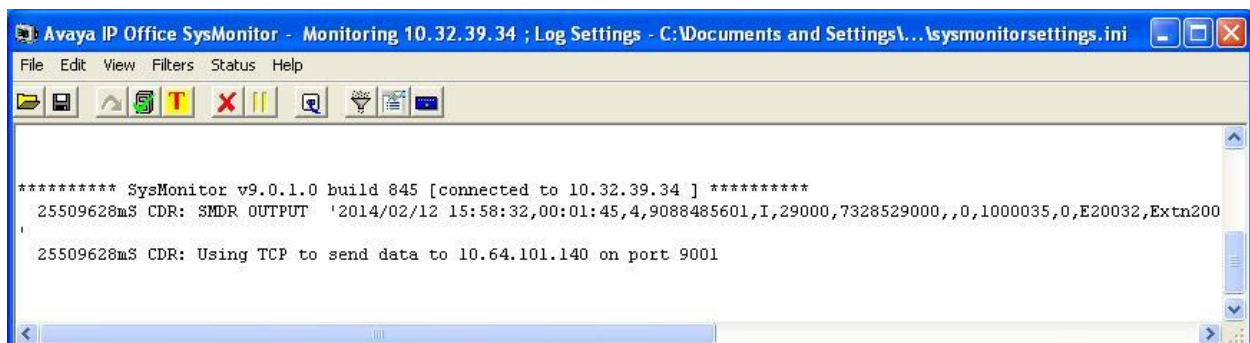 Avaya IP Office SysMonitor - Monitoring 10.32.39.34 ; Log Settings - C:\Documents and Settings\...\sysmonitorsettings.ini
File Edit View Filters Status Help
T
********** SysMonitor v9.0.1.0 build 845 [connected to 10.32.39.34 ] **********
25509628mS CDR: SMDR OUTPUT '2014/02/12 15:58:32,00:01:45,4,9088485601,I,29000,7328529000,,0,1000035,0,E20032,Extn200
'
25509628mS CDR: Using TCP to send data to 10.64.101.140 on port 9001